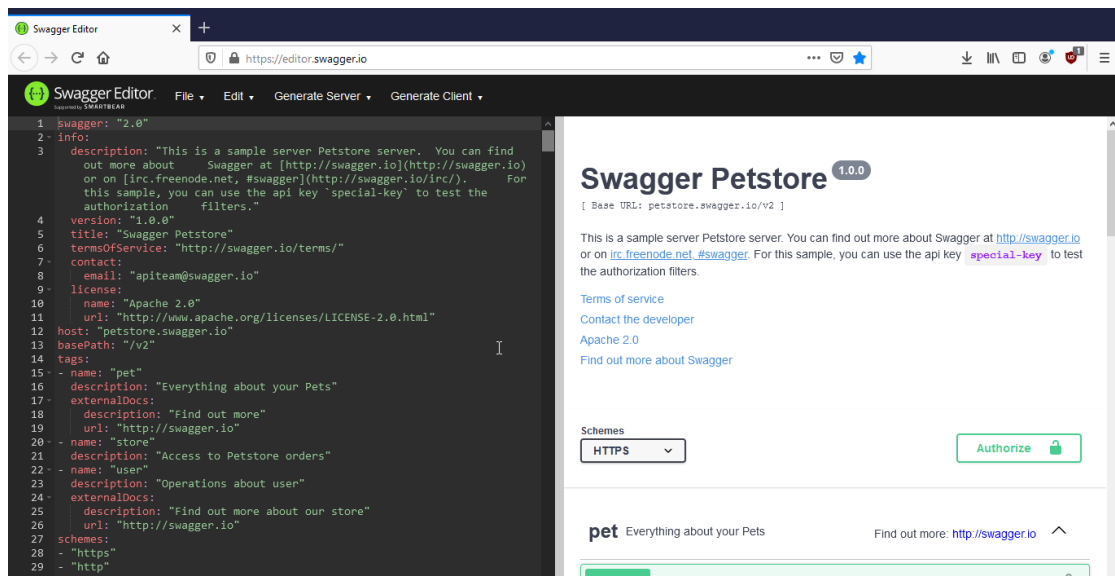 Swagger Editor
https://editor.swagger.io
1
Swagger Editor.
Supported by SMARTBEAR
File
Edit
Generate Server
Generate Client
1 swagger: "2.0"
2 info:
3 description: "This is a sample server Petstore server. You can find
out more about Swagger at [http://swagger.io](http://swagger.io)
or on [irc.freenode.net, #swagger](http://swagger.io/irc/). For
this sample, you can use the api key `special-key` to test the
authorization filters."
4 version: "1.0.0"
5 title: "Swagger Petstore"
6 termsOfService: "http://swagger.io/terms/"
7 contact:
8 email: "apiteam@swagger.io"
9 license:
10 name: "Apache 2.0"
11 url: "http://www.apache.org/licenses/LICENSE-2.0.html"
12 host: "petstore.swagger.io"
13 basePath: "/v2"
14 tags:
15 - name: "pet"
16 description: "Everything about your Pets"
17 externalDocs:
18 description: "Find out more"
19 url: "http://swagger.io"
20 - name: "store"
21 description: "Access to Petstore orders"
22 - name: "user"
23 description: "Operations about user"
24 externalDocs:
25 description: "Find out more about our store"
26 url: "http://swagger.io"
27 schemes:
28 - "https"
29 - "http"
Swagger Petstore 1.0.0
[ Base URL: petstore.swagger.io/v2 ]
This is a sample server Petstore server. You can find out more about Swagger at http://swagger.io
or on irc.freenode.net, #swagger. For this sample, you can use the api key special-key to test
the authorization filters.
Terms of service
Contact the developer
Apache 2.0
Find out more about Swagger
Schemes
HTTPS
Authorize
pet Everything about your Pets
Find out more: http://swagger.io